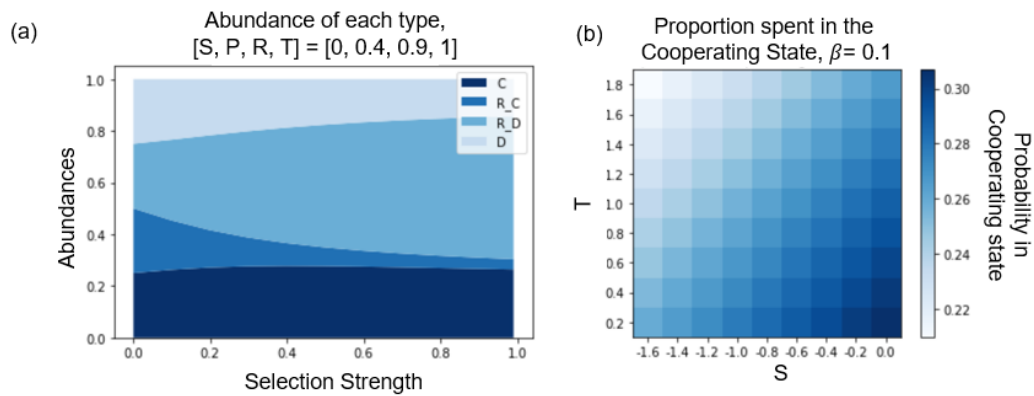 (a)
Abundance of each type,
[S, P, R, T] = [0, 0.4, 0.9, 1]
1.0
0.8
0.6
0.4
0.2
0.0
Abundances
C
R_C
R_D
D
0.0 0.2 0.4 0.6 0.8 1.0
Selection Strength
(b)
Proportion spent in the
Cooperating State, β= 0.1
1.8
1.6
1.4
1.2
1.0
0.8
0.6
0.4
0.2
T
-1.6 -1.4 -1.2 -1.0 -0.8 -0.6 -0.4 -0.2 0.0
S
0.30
0.28
0.26
0.24
0.22
Probability in
Cooperating state